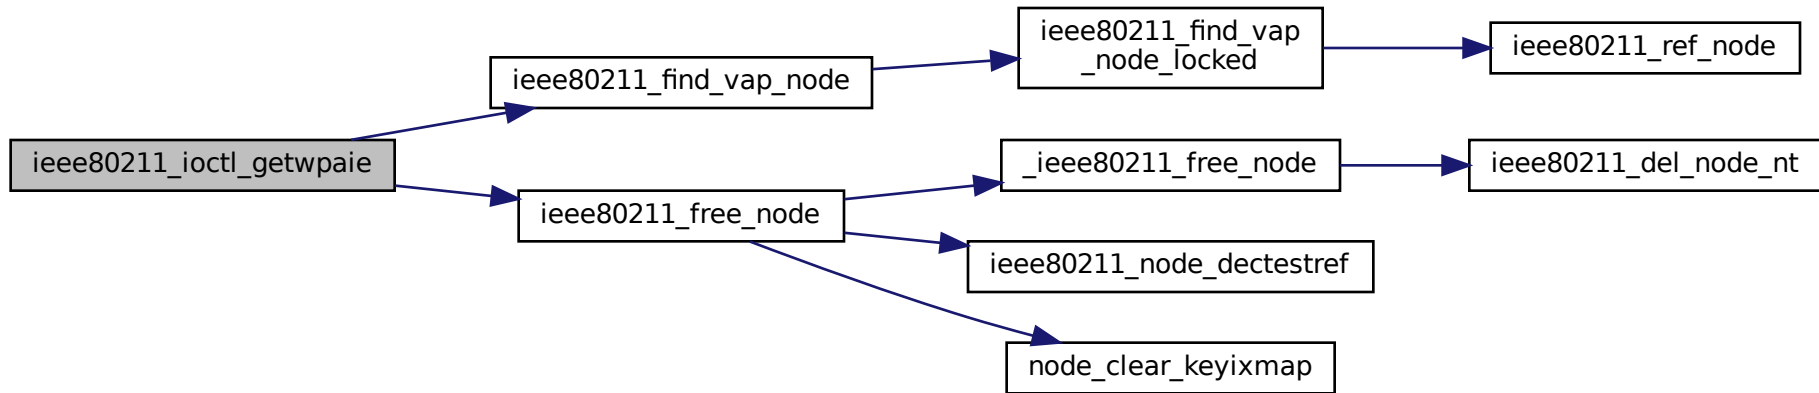 ieee80211_ioctl_getwpaie
ieee80211_find_vap_node
ieee80211_find_vap
_node_locked
ieee80211_ref_node
ieee80211_free_node
_ieee80211_free_node
ieee80211_del_node_nt
ieee80211_node_dectestref
node_clear_keyixmap